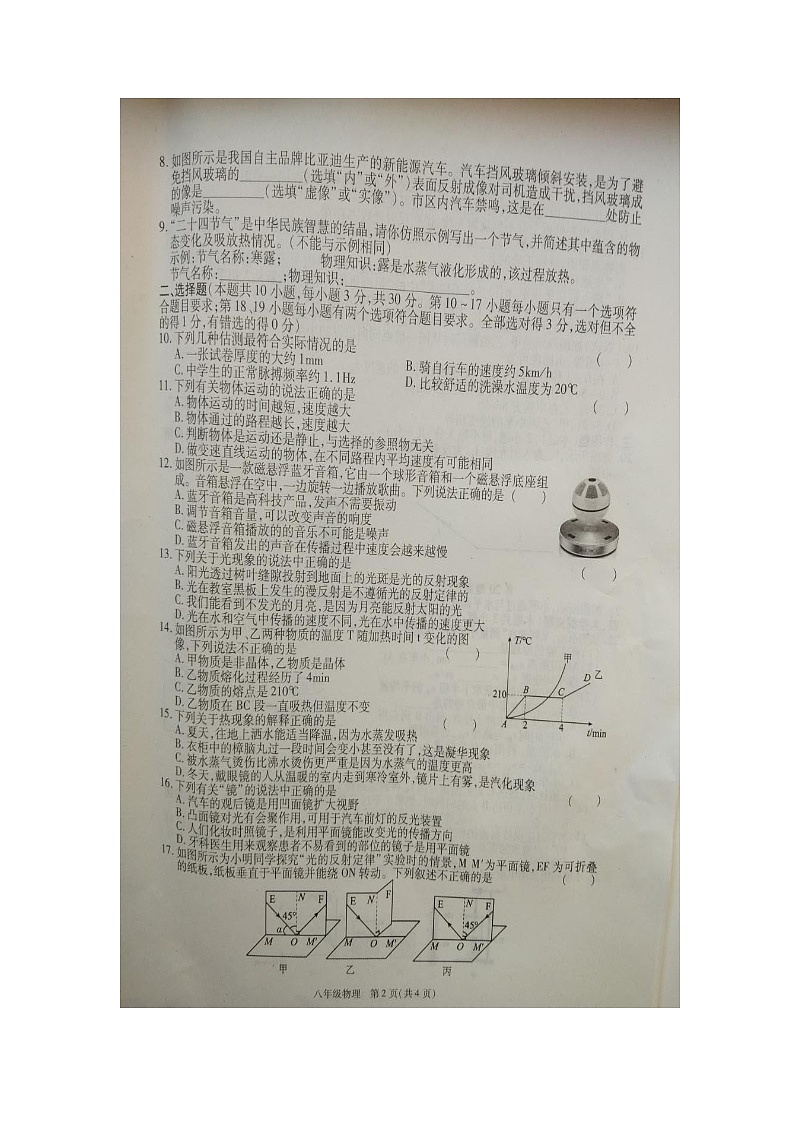 8. 如图所示是我国自主品牌比亚迪生产的新能源汽车。汽车挡风玻璃倾斜安装,是为了避
免挡风玻璃的________(选填“内”或“外”)表面反射成像对司机造成干扰,挡风玻璃成
的像是________(选填“虚像”或“实像”)。市区内汽车禁鸣,这是在________处防止
噪声污染。
9. “二十四节气”是中华民族智慧的结晶,请你仿照示例写出一个节气,并简述其中蕴含的物
态变化及吸放热情况。(不能与示例相同)
示例:节气名称:寒露; 物理知识:露是水蒸气液化形成的,该过程放热。
节气名称:________;物理知识:________________。
二、选择题(本题共10小题,每小题3分,共30分。第10~17小题每小题只有一个选项符
合题目要求;第18、19小题每小题有两个选项符合题目要求。全部选对得3分,选对但不全
的得1分,有错选的得0分)
10. 下列几种估测最符合实际情况的是 ( )
A. 一张试卷厚度的大约1mm B. 骑自行车的速度约5km/h
C. 中学生的正常脉搏频率约1.1Hz D. 比较舒适的洗澡水温度为20℃
11. 下列有关物体运动的说法正确的是 ( )
A. 物体运动的时间越短,速度越大
B. 物体通过的路程越长,速度越大
C. 判断物体是运动还是静止,与选择的参照物无关
D. 做变速直线运动的物体,在不同路程内平均速度有可能相同
12. 如图所示是一款磁悬浮蓝牙音箱,它由一个球形音箱和一个磁悬浮底座组
成。音箱悬浮在空中,一边旋转一边播放歌曲。下列说法正确的是 ( )
A. 蓝牙音箱是高科技产品,发声不需要振动
B. 调节音箱音量,可以改变声音的响度
C. 磁悬浮音箱播放的的音乐不可能是噪声
D. 蓝牙音箱发出的声音在传播过程中速度会越来越慢
13. 下列关于光现象的说法中正确的是 ( )
A. 阳光透过树叶缝隙投射到地面上的光斑是光的反射现象
B. 光在教室黑板上发生的漫反射是不遵循光的反射定律的
C. 我们能看到不发光的月亮,是因为月亮能反射太阳的光
D. 光在水和空气中传播的速度不同,光在水中传播的速度更大
14. 如图所示为甲、乙两种物质的温度T随加热时间t变化的图
像,下列说法不正确的是 ( )
A. 甲物质是非晶体,乙物质是晶体
B. 乙物质熔化过程经历了4min
C. 乙物质的熔点是210℃
D. 乙物质在BC段一直吸热但温度不变
T/℃
甲
D 乙
210 B C
A 2 4 t/min
15. 下列关于热现象的解释正确的是 ( )
A. 夏天,往地上洒水能适当降温,因为水蒸发吸热
B. 衣柜中的樟脑丸过一段时间会变小甚至没有了,这是凝华现象
C. 被水蒸气烫伤比沸水烫伤更严重是因为水蒸气的温度更高
D. 冬天,戴眼镜的人从温暖的室内走到寒冷室外,镜片上有雾,是汽化现象
16. 下列有关“镜”的说法中正确的是 ( )
A. 汽车的观后镜是用凹面镜扩大视野
B. 凸面镜对光有会聚作用,可用于汽车前灯的反光装置
C. 人们化妆时照镜子,是利用平面镜能改变光的传播方向
D. 牙科医生用来观察患者不易看到的部位的镜子是用平面镜
17. 如图所示为小明同学探究“光的反射定律”实验时的情景,M M′为平面镜,EF为可折叠
的纸板,纸板垂直于平面镜并能绕ON转动。下列叙述不正确的是 ( )
E N F
45°
α
M O M′
甲
E N F
M O M′
乙
E N F
45°
M O M′
丙
八年级物理 第2页(共4页)